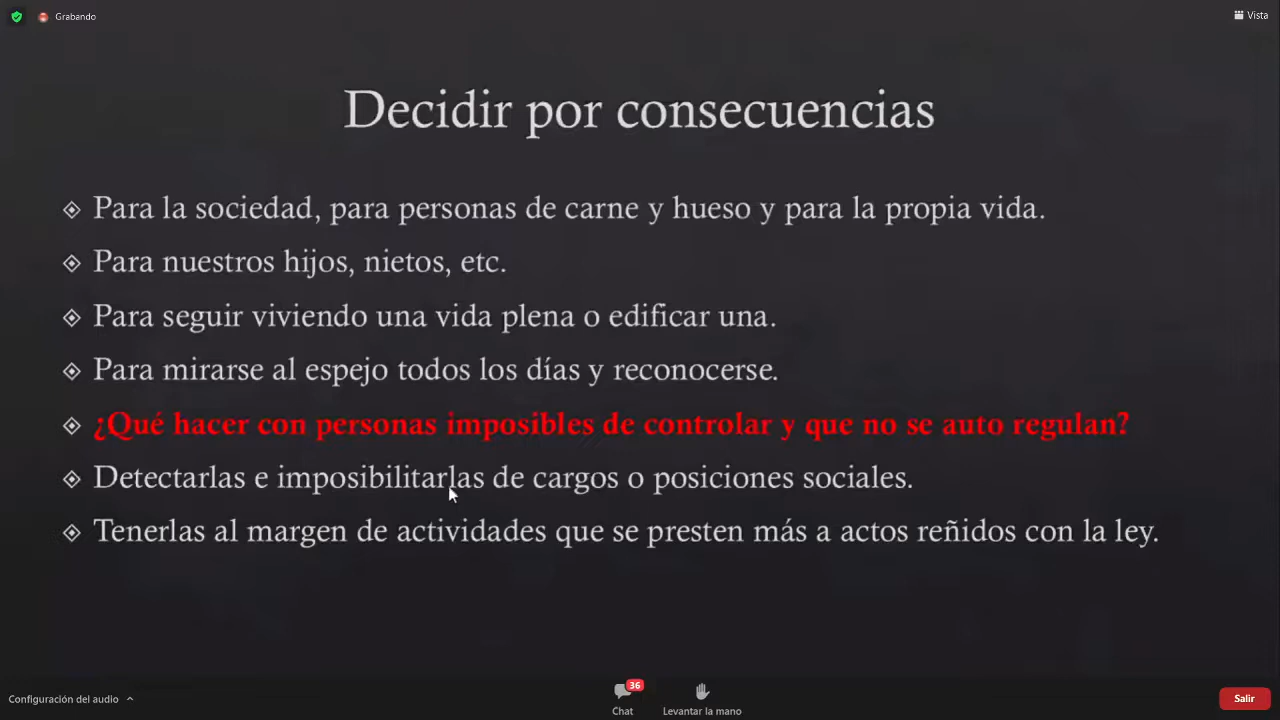 Grabando
Vista
Decidir por consecuencias
Para la sociedad, para personas de carne y hueso y para la propia vida.
Para nuestros hijos, nietos, etc.
Para seguir viviendo una vida plena o edificar una.
Para mirarse al espejo todos los días y reconocerse.
¿Qué hacer con personas imposibles de controlar y que no se auto regulan?
Detectarlas e imposibilitarlas de cargos o posiciones sociales.
Tenerlas al margen de actividades que se presten más a actos reñidos con la ley.
Configuración del audio
36
Chat
Levantar la mano
Salir